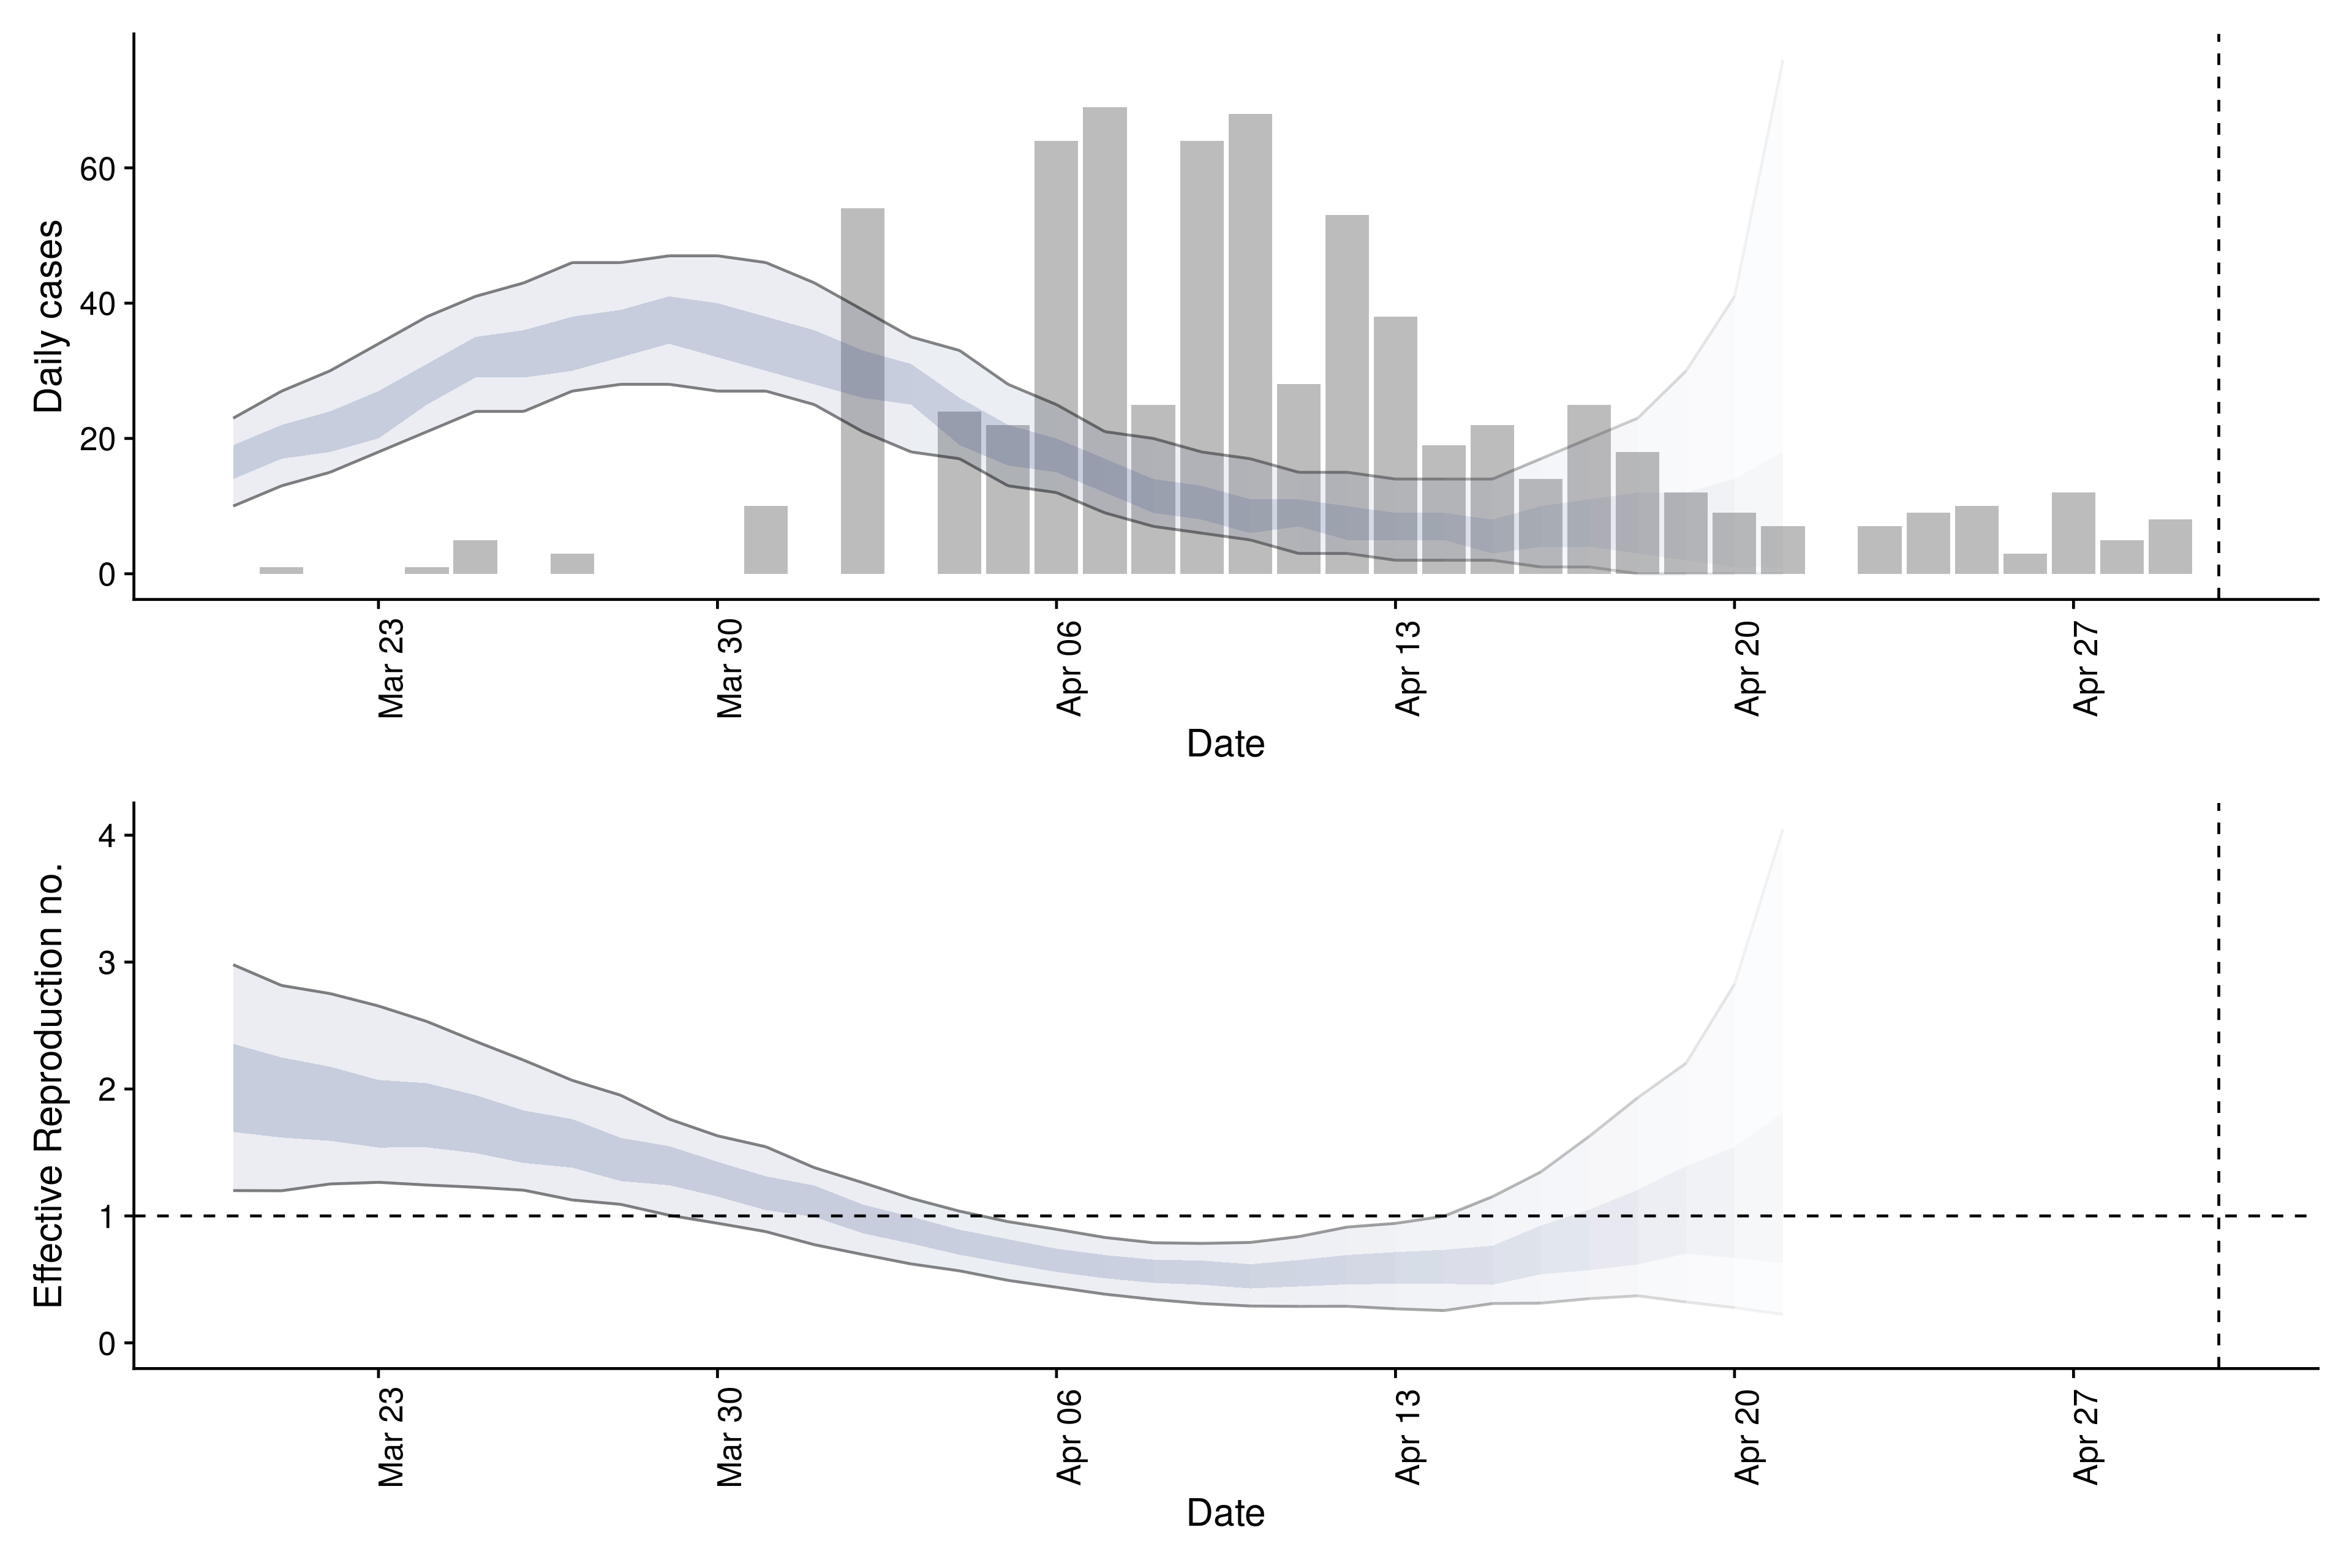 Daily cases
60
40
20
0
Mar 23
Mar 30
Apr 06
Apr 13
Apr 20
Apr 27
Date
Effective Reproduction no.
4
3
2
1
0
Mar 23
Mar 30
Apr 06
Apr 13
Apr 20
Apr 27
Date